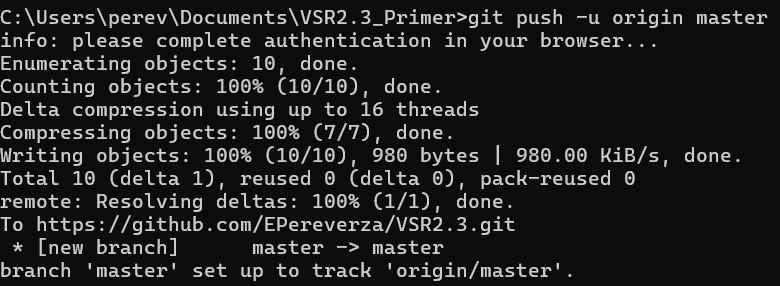 C:\Users\perev\Documents\VSR2.3_Primer>git push -u origin master
info: please complete authentication in your browser...
Enumerating objects: 10, done.
Counting objects: 100% (10/10), done.
Delta compression using up to 16 threads
Compressing objects: 100% (7/7), done.
Writing objects: 100% (10/10), 980 bytes | 980.00 KiB/s, done.
Total 10 (delta 1), reused 0 (delta 0), pack-reused 0
remote: Resolving deltas: 100% (1/1), done.
To https://github.com/EPereverza/VSR2.3.git
 * [new branch]      master -> master
branch 'master' set up to track 'origin/master'.